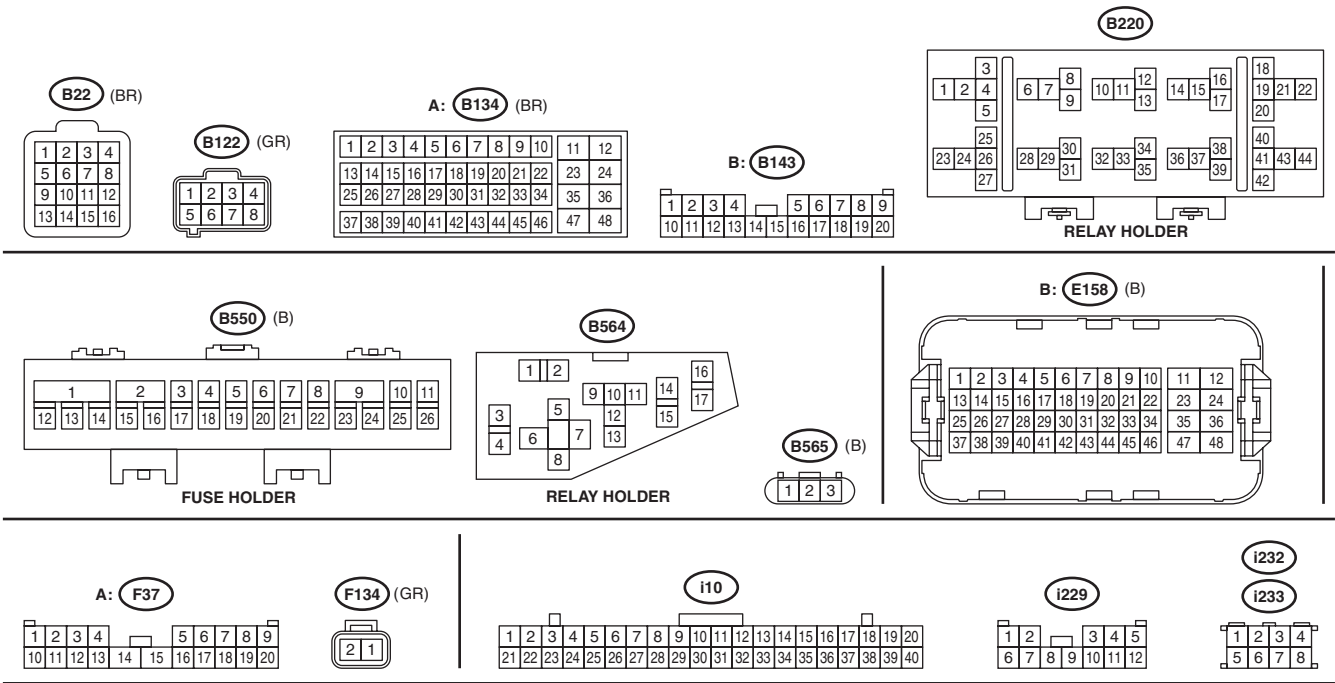 B220
B22 (BR)
B122 (GR)
A: B134 (BR)
B: B143
1 2 3 4
5 6 7 8
9 10 11 12
13 14 15 16
1 2 3 4
5 6 7 8
1 2 3 4 5 6 7 8 9 10 11 12
13 14 15 16 17 18 19 20 21 22 23 24
25 26 27 28 29 30 31 32 33 34 35 36
37 38 39 40 41 42 43 44 45 46 47 48
1 2 3 4 5 6 7 8 9
10 11 12 13 14 15 16 17 18 19 20
3 8 12 16 18
1 2 4 6 7 10 11 14 15 19 21 22
5 9 13 17 20
25 30 34 38 40
23 24 26 28 29 32 33 36 37 41 43 44
27 31 35 39 42
RELAY HOLDER
B550 (B)
1 2 3 4 5 6 7 8 9 10 11
12 13 14 15 16 17 18 19 20 21 22 23 24 25 26
FUSE HOLDER
B564
1 2 16
9 10 11 14 17
3 5 12 15
4 6 7 13
8
RELAY HOLDER
B565 (B)
1 2 3
B: E158 (B)
1 2 3 4 5 6 7 8 9 10 11 12
13 14 15 16 17 18 19 20 21 22 23 24
25 26 27 28 29 30 31 32 33 34 35 36
37 38 39 40 41 42 43 44 45 46 47 48
A: F37
1 2 3 4 5 6 7 8 9
10 11 12 13 14 15 16 17 18 19 20
F134 (GR)
2 1
i10
1 2 3 4 5 6 7 8 9 10 11 12 13 14 15 16 17 18 19 20
21 22 23 24 25 26 27 28 29 30 31 32 33 34 35 36 37 38 39 40
i229
1 2 3 4 5
6 7 8 9 10 11 12
i232
i233
1 2 3 4
5 6 7 8